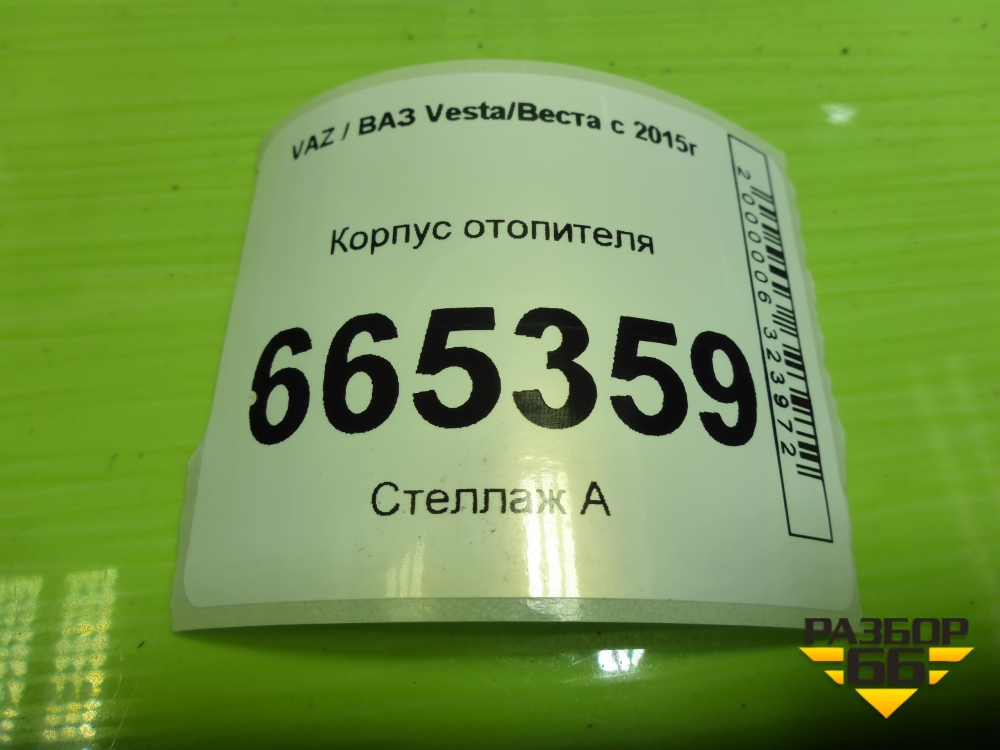 VAZ / ВАЗ Vesta/Веста с 2015г
Корпус отопителя
665359
Стеллаж А
2000006323972
РАЗБОР
66